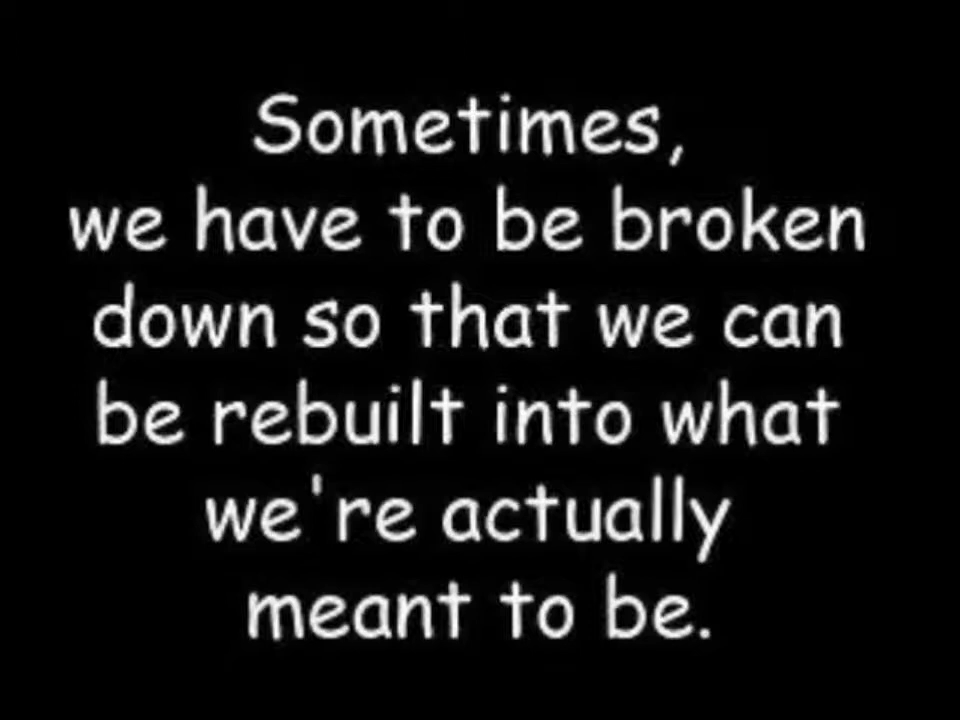 Sometimes,
we have to be broken
down so that we can
be rebuilt into what
we're actually
meant to be.